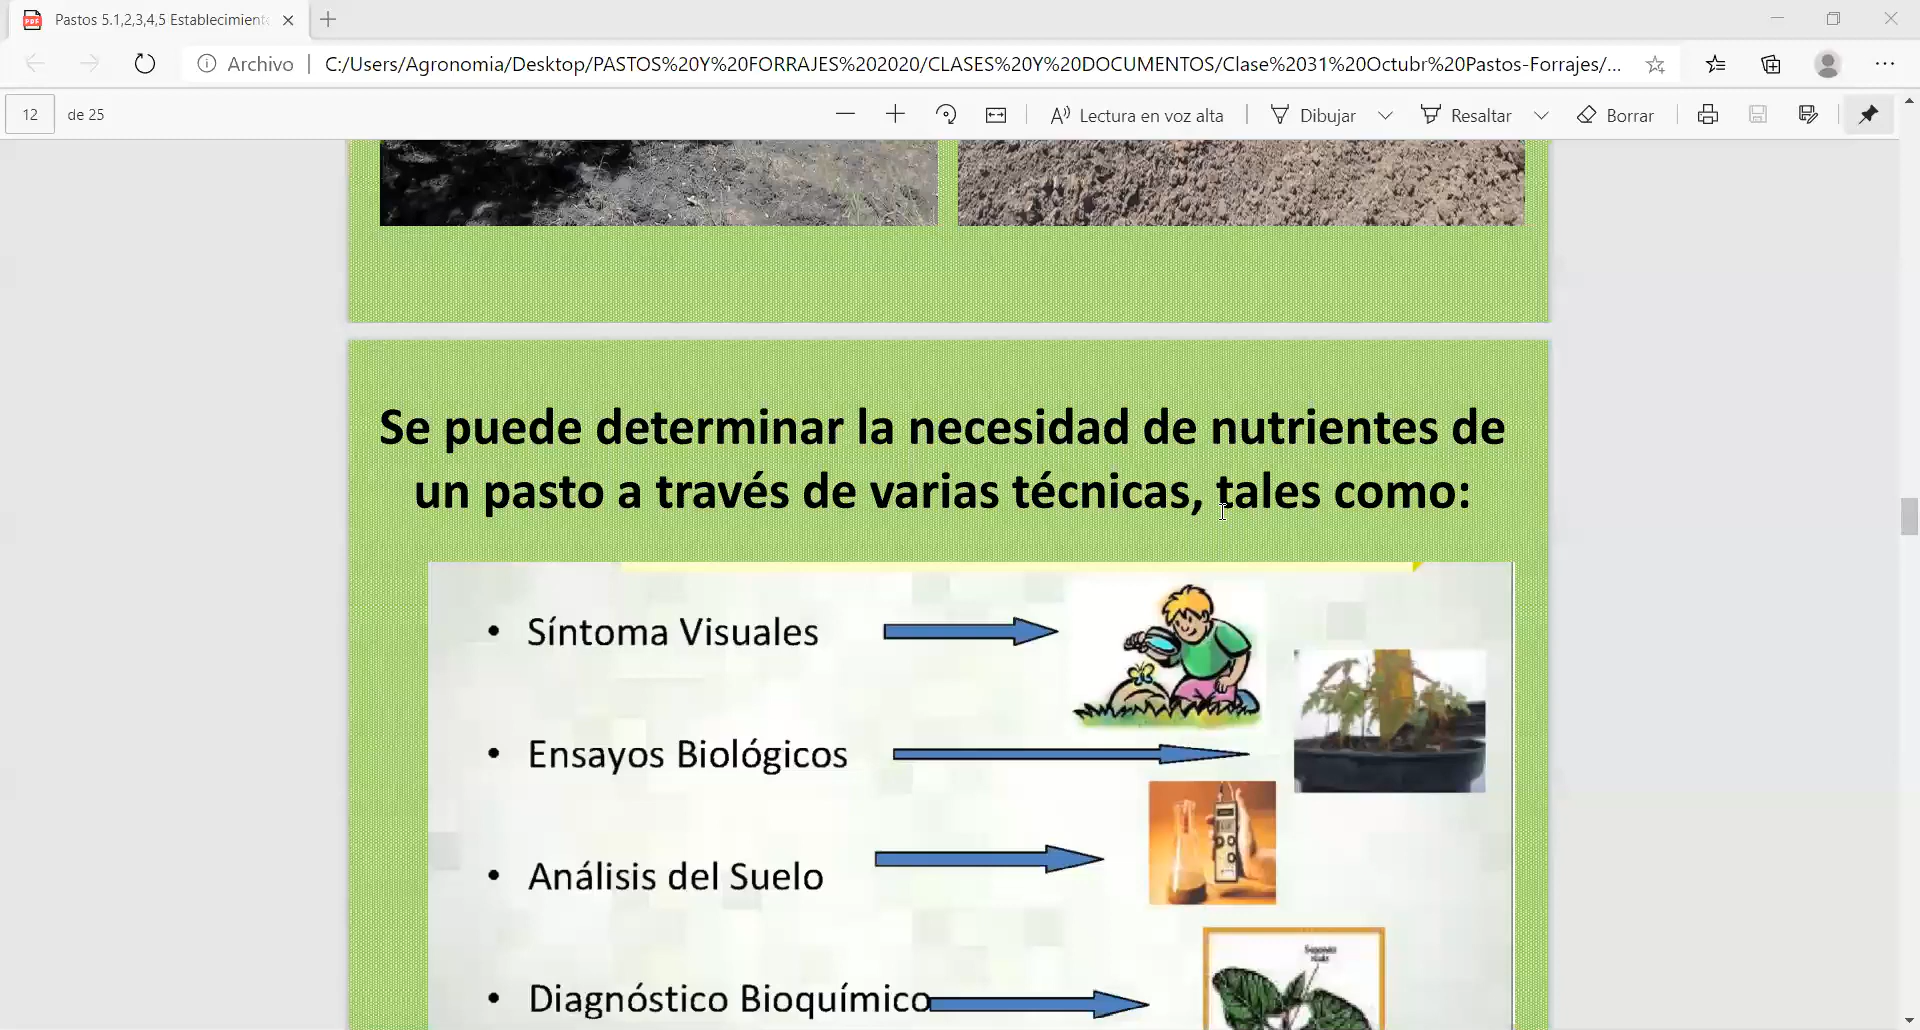 Pastos 5.1,2,3,4,5 Establecimient
Archivo
C:/Users/Agronomia/Desktop/PASTOS%20Y%20FORRAJES%202020/CLASES%20Y%20DOCUMENTOS/Clase%2031%20Octubr%20Pastos-Forrajes/...
12 de 25
Lectura en voz alta
Dibujar
Resaltar
Borrar
Se puede determinar la necesidad de nutrientes de
un pasto a través de varias técnicas, tales como:
• Síntoma Visuales
• Ensayos Biológicos
• Análisis del Suelo
• Diagnóstico Bioquímico